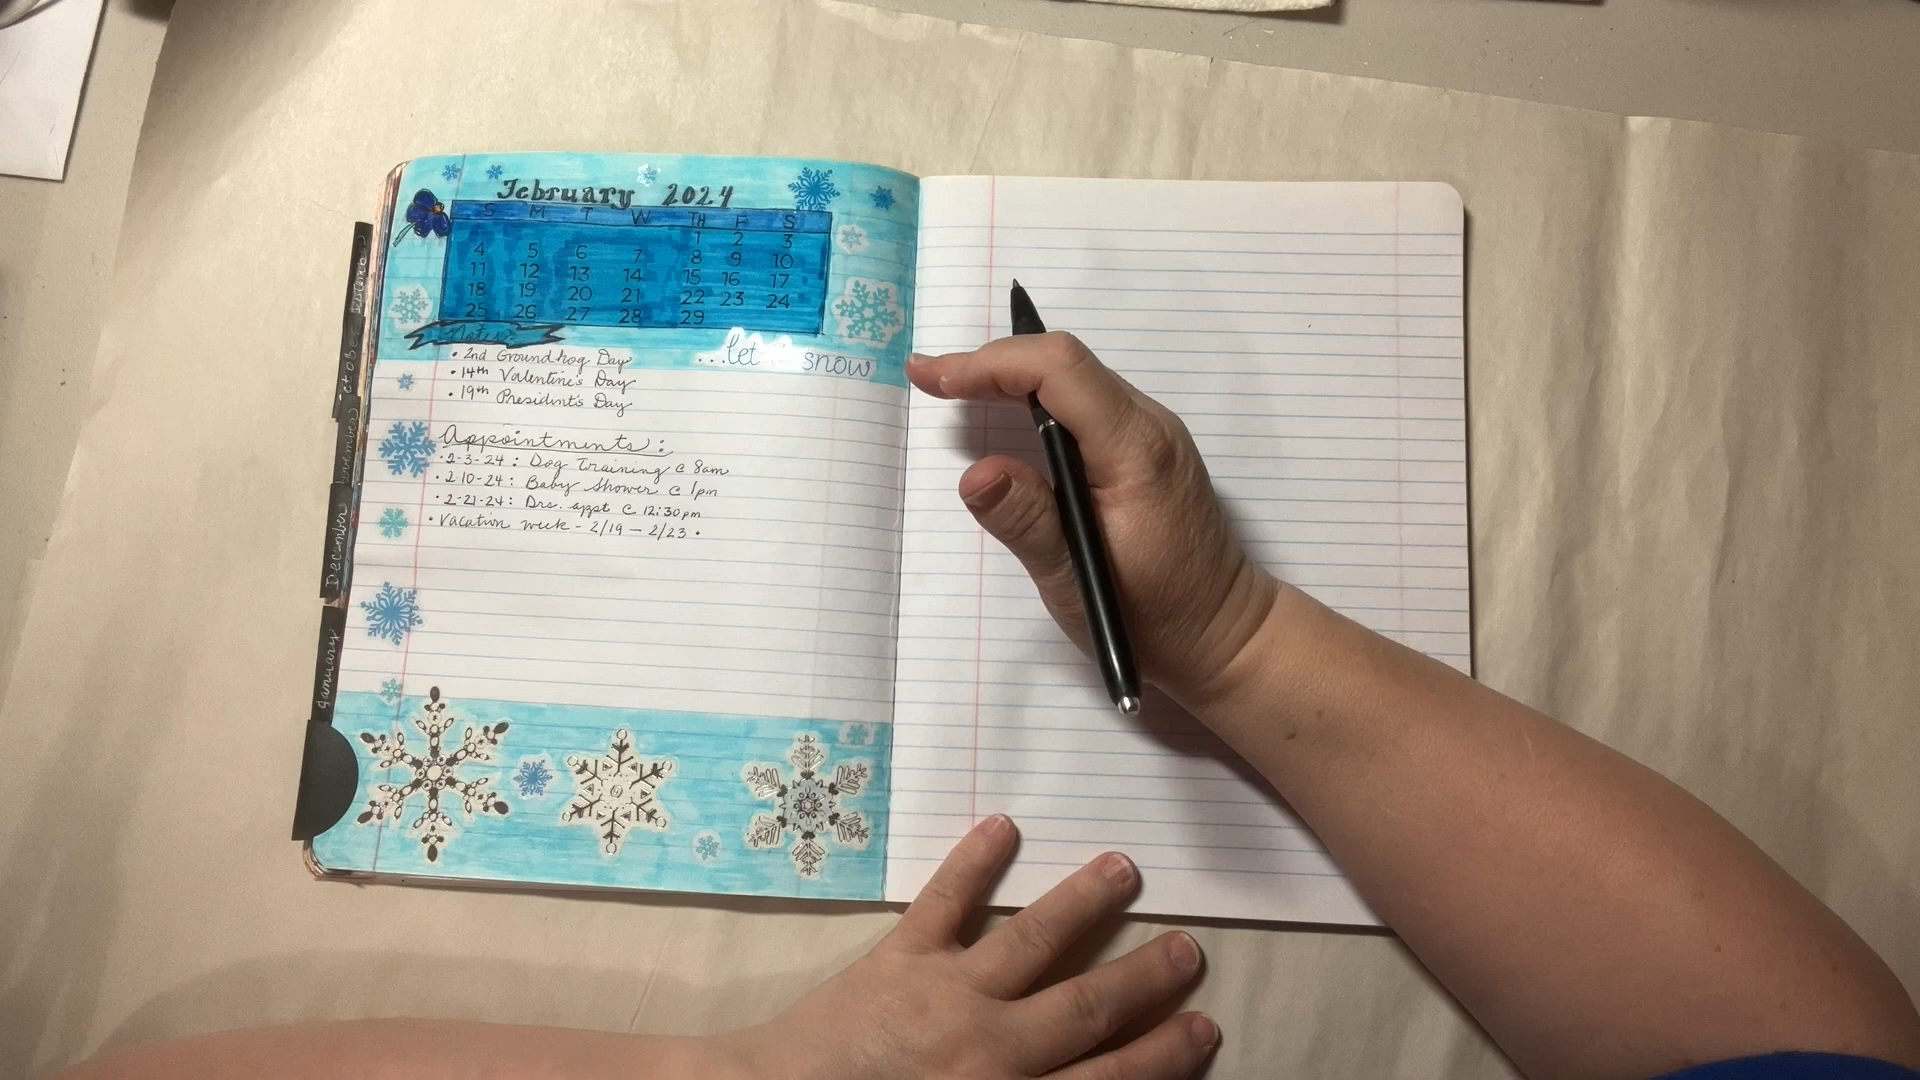 February 2024
S M T W TH F S
1 2 3
4 5 6 7 8 9 10
11 12 13 14 15 16 17
18 19 20 21 22 23 24
25 26 27 28 29
Notes:
• 2nd Groundhog Day
• 14th Valentine's Day
• 19th President's Day
...let it snow
Appointments:
• 2-3-24: Dog Training @ 8am
• 2-10-24: Baby Shower @ 1pm
• 2-21-24: Drs. appt @ 12:30pm
• Vacation week - 2/19 — 2/23 •
October
November
December
January